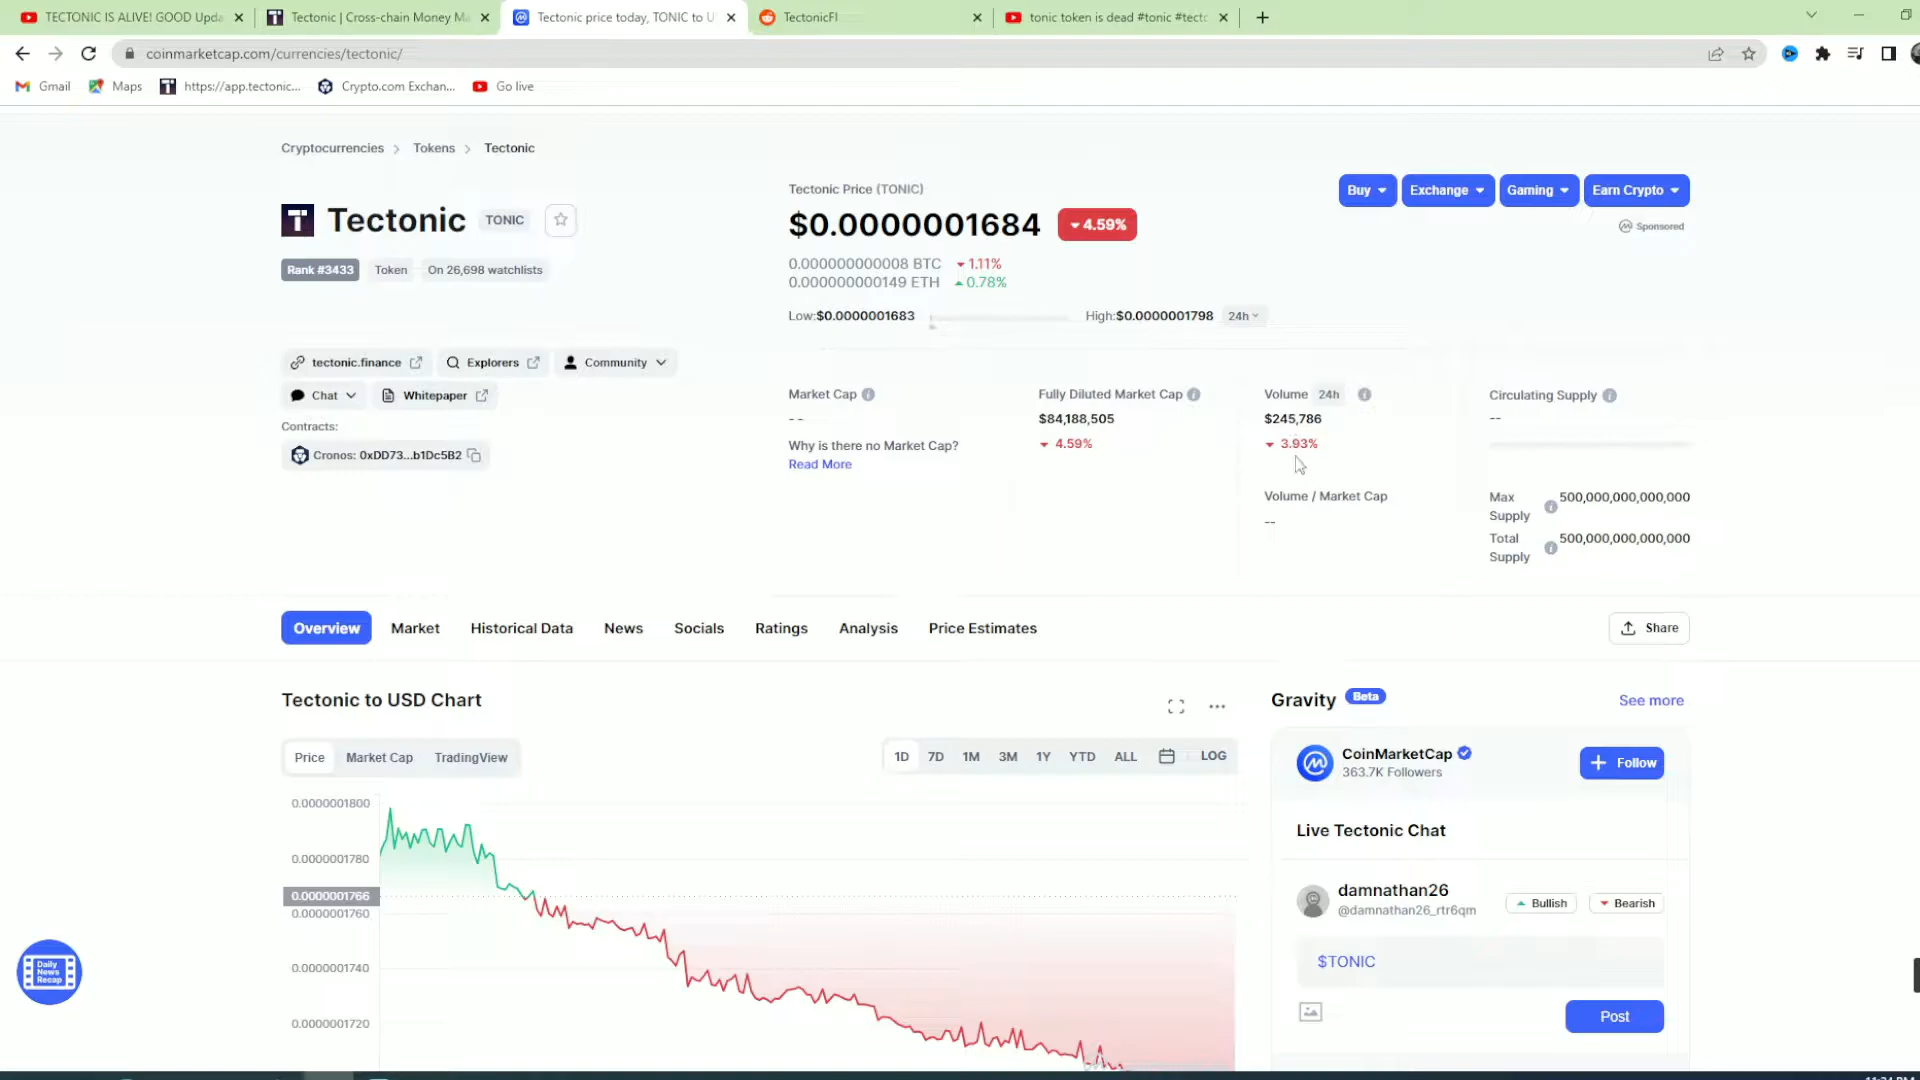 TECTONIC IS ALIVE! GOOD Upda
Tectonic | Cross-chain Money Ma
Tectonic price today, TONIC to U
TectonicFI
tonic token is dead #tonic #tecto
coinmarketcap.com/currencies/tectonic/
Gmail
Maps
https://app.tectonic...
Crypto.com Exchan...
Go live
Cryptocurrencies
Tokens
Tectonic
Tectonic
TONIC
Rank #3433
Token
On 26,698 watchlists
Tectonic Price (TONIC)
$0.0000001684
4.59%
0.000000000008 BTC
1.11%
0.000000000149 ETH
0.78%
Low:$0.0000001683
High:$0.0000001798
24h
Buy
Exchange
Gaming
Earn Crypto
Sponsored
tectonic.finance
Explorers
Community
Chat
Whitepaper
Contracts:
Cronos: 0xDD73...b1Dc5B2
Market Cap
- -
Why is there no Market Cap?
Read More
Fully Diluted Market Cap
$84,188,505
4.59%
Volume 24h
$245,786
3.93%
Volume / Market Cap
--
Circulating Supply
--
Max Supply
500,000,000,000,000
Total Supply
500,000,000,000,000
Overview
Market
Historical Data
News
Socials
Ratings
Analysis
Price Estimates
Share
Tectonic to USD Chart
Price
Market Cap
TradingView
1D
7D
1M
3M
1Y
YTD
ALL
LOG
0.0000001800
0.0000001780
0.0000001766
0.0000001760
0.0000001740
0.0000001720
Gravity Beta
See more
CoinMarketCap
363.7K Followers
+ Follow
Live Tectonic Chat
damnathan26
@damnathan26_rtr6qm
Bullish
Bearish
$TONIC
Post
Daily
News
Recap